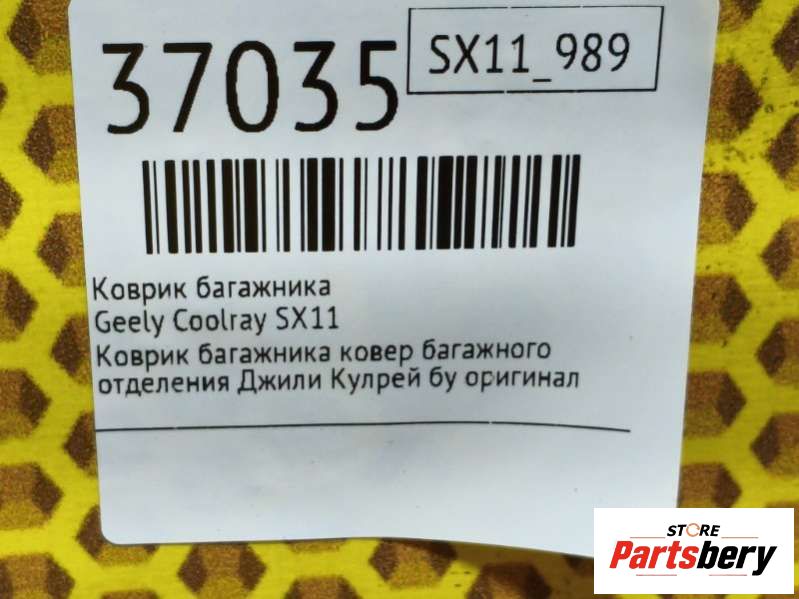 37035
SX11_989
Коврик багажника
Geely Coolray SX11
Коврик багажника ковер багажного
отделения Джили Кулрей бу оригинал
STORE
Partsbery